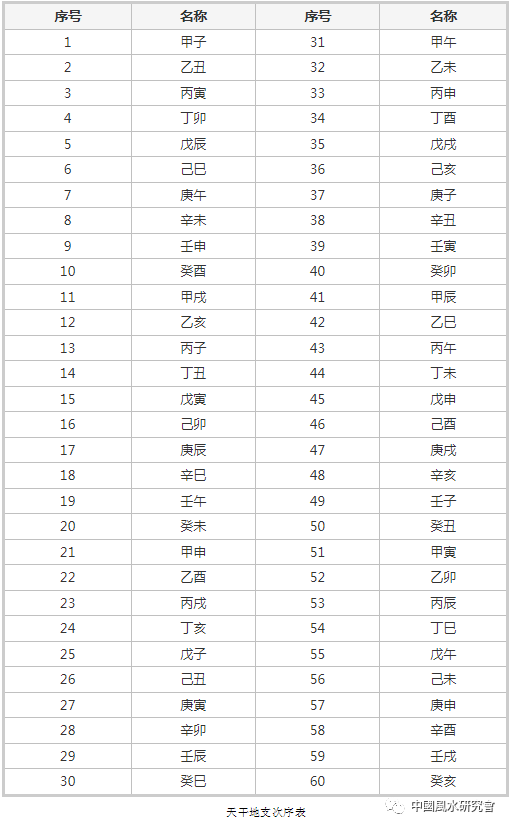 序号 名称 序号 名称
1 甲子 31 甲午
2 乙丑 32 乙未
3 丙寅 33 丙申
4 丁卯 34 丁酉
5 戊辰 35 戊戌
6 己巳 36 己亥
7 庚午 37 庚子
8 辛未 38 辛丑
9 壬申 39 壬寅
10 癸酉 40 癸卯
11 甲戌 41 甲辰
12 乙亥 42 乙巳
13 丙子 43 丙午
14 丁丑 44 丁未
15 戊寅 45 戊申
16 己卯 46 己酉
17 庚辰 47 庚戌
18 辛巳 48 辛亥
19 壬午 49 壬子
20 癸未 50 癸丑
21 甲申 51 甲寅
22 乙酉 52 乙卯
23 丙戌 53 丙辰
24 丁亥 54 丁巳
25 戊子 55 戊午
26 己丑 56 己未
27 庚寅 57 庚申
28 辛卯 58 辛酉
29 壬辰 59 壬戌
30 癸巳 60 癸亥
天干地支次序表
中國風水研究會